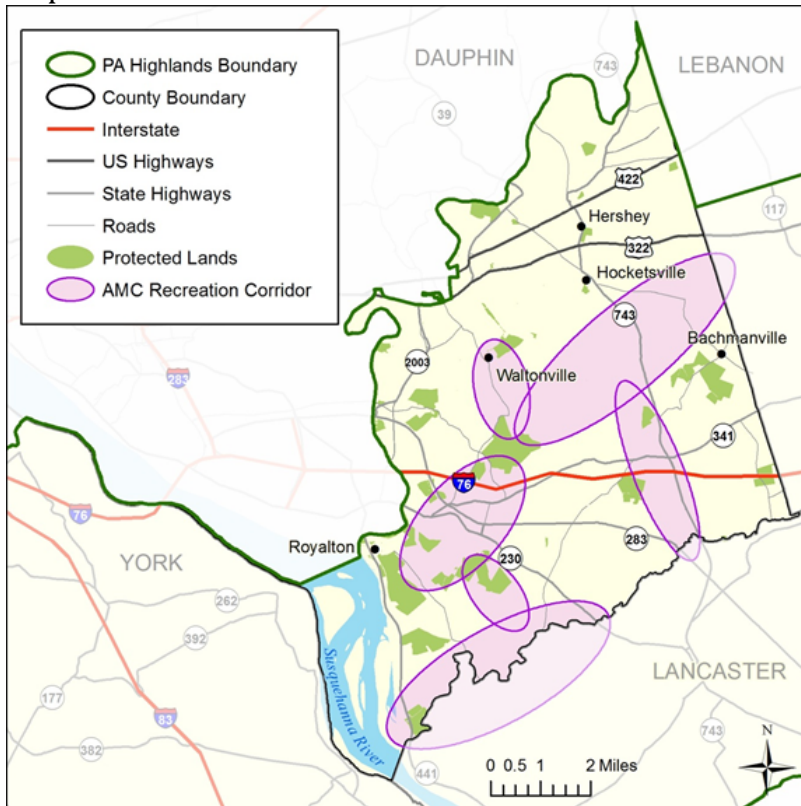 DAUPHIN
743
LEBANON
39
PA Highlands Boundary
County Boundary
Interstate
US Highways
State Highways
Roads
Protected Lands
AMC Recreation Corridor
422
117
Hershey
322
Hocketsville
743
Bachmanville
2003
Waltonville
283
341
76
76
Royalton
283
230
YORK
262
392
Susquehanna River
LANCASTER
177
83
382
743
N
441
0 0.5 1 2 Miles